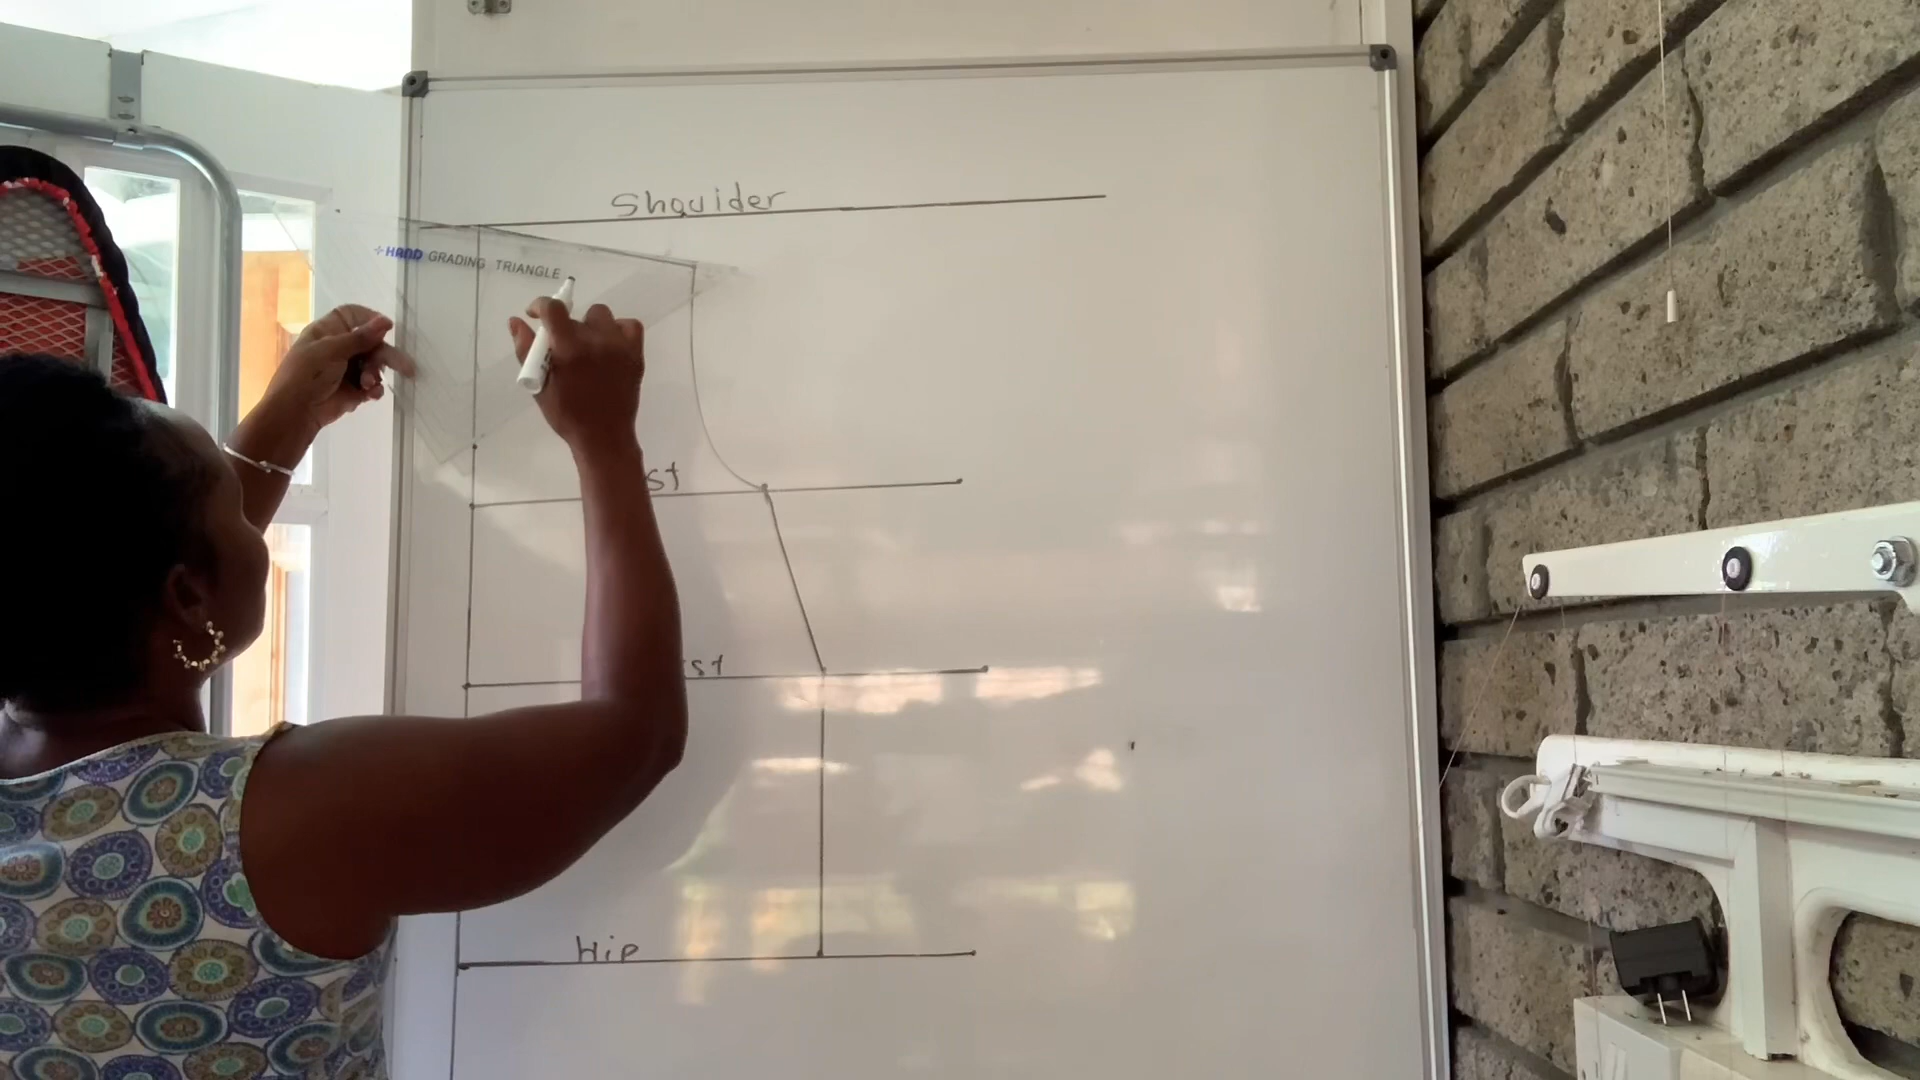 Shoulder
HAND GRADING TRIANGLE
st
st
Hip